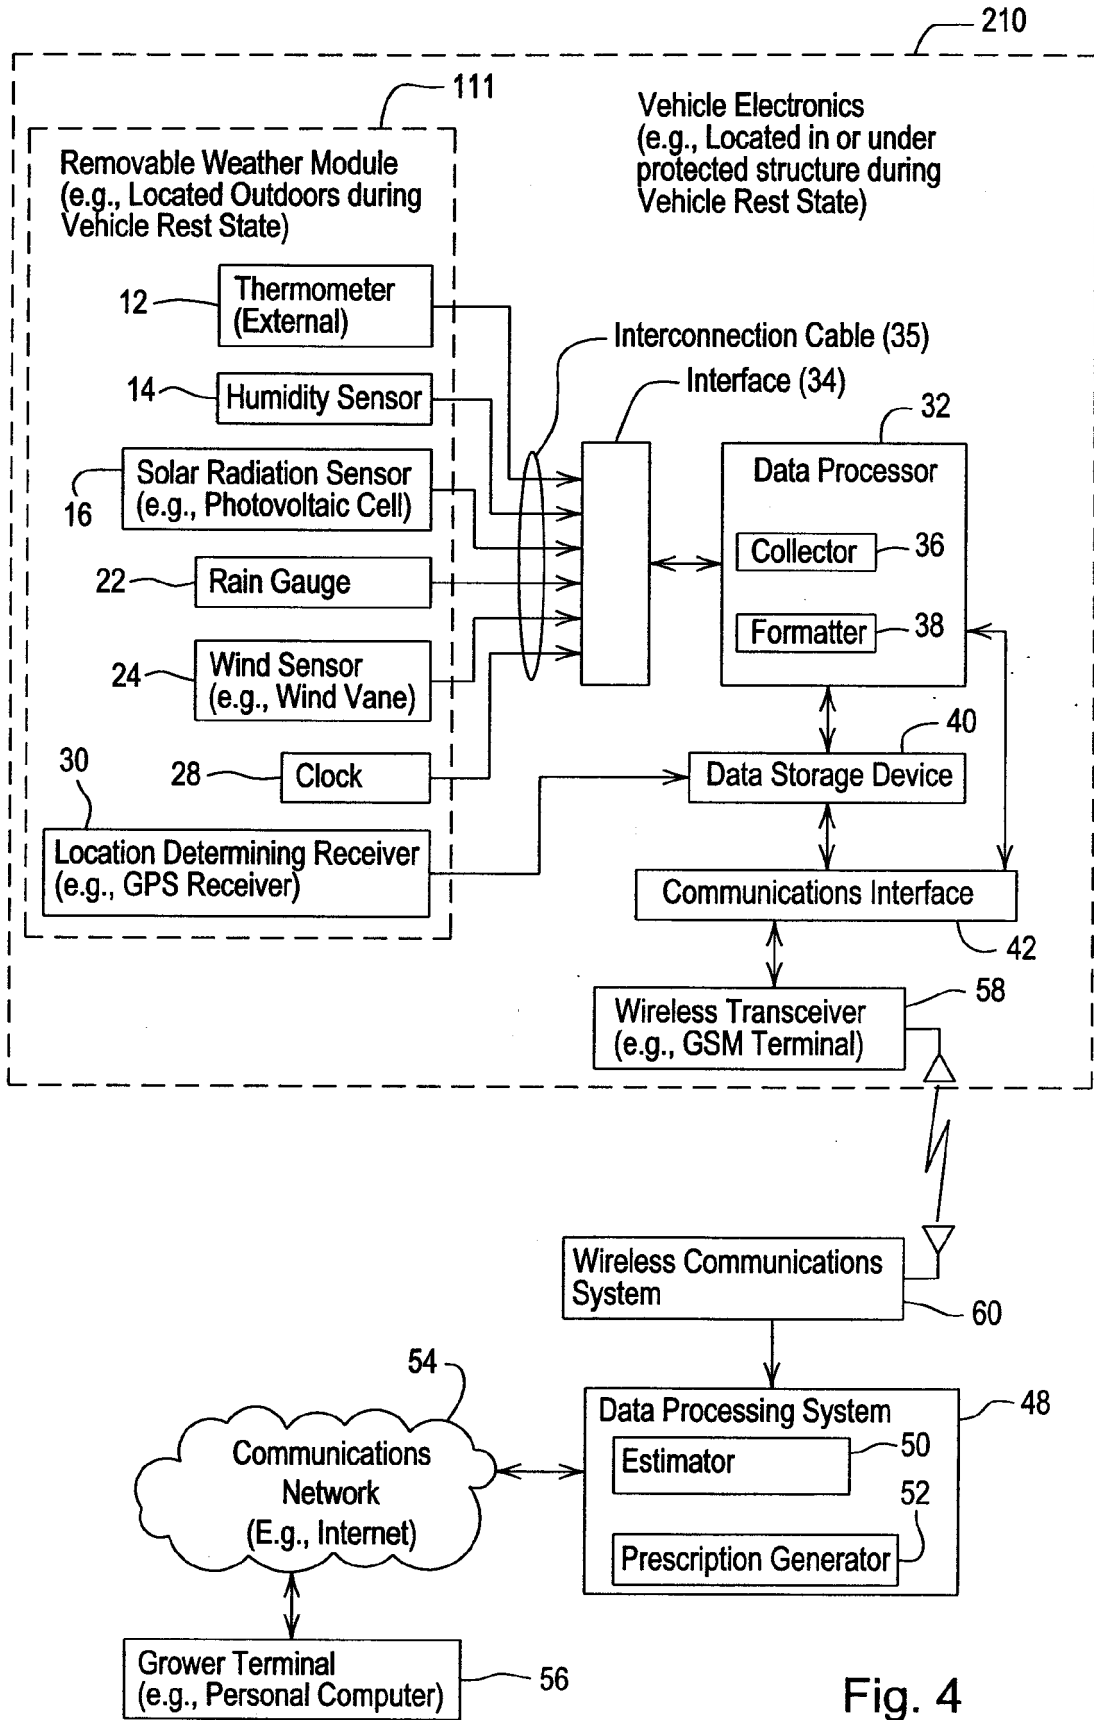 210
111
Vehicle Electronics
(e.g., Located in or under
protected structure during
Vehicle Rest State)
Removable Weather Module
(e.g., Located Outdoors during
Vehicle Rest State)
12
Thermometer
(External)
Interconnection Cable (35)
14
Humidity Sensor
Interface (34)
32
Data Processor
16
Solar Radiation Sensor
(e.g., Photovoltaic Cell)
Collector
36
22
Rain Gauge
Formatter
38
24
Wind Sensor
(e.g., Wind Vane)
40
30
28
Clock
Data Storage Device
Location Determining Receiver
(e.g., GPS Receiver)
Communications Interface
42
58
Wireless Transceiver
(e.g., GSM Terminal)
Wireless Communications
System
60
54
Data Processing System
48
Communications
Network
(E.g., Internet)
Estimator
50
52
Prescription Generator
Grower Terminal
(e.g., Personal Computer)
56
Fig. 4